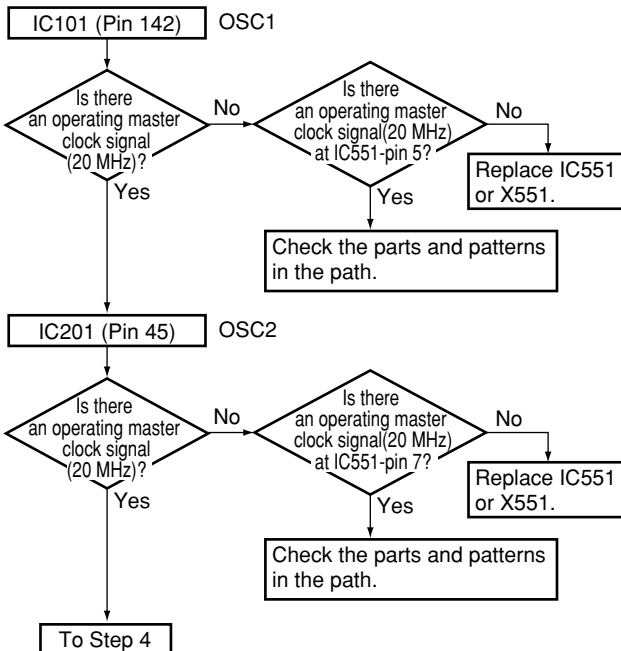 IC101 (Pin 142)
OSC1
Is there
an operating master
clock signal
(20 MHz)?
No
Is there
an operating master
clock signal(20 MHz)
at IC551-pin 5?
No
Replace IC551
or X551.
Yes
Yes
Check the parts and patterns
in the path.
IC201 (Pin 45)
OSC2
Is there
an operating master
clock signal
(20 MHz)?
No
Is there
an operating master
clock signal(20 MHz)
at IC551-pin 7?
No
Replace IC551
or X551.
Yes
Yes
Check the parts and patterns
in the path.
To Step 4